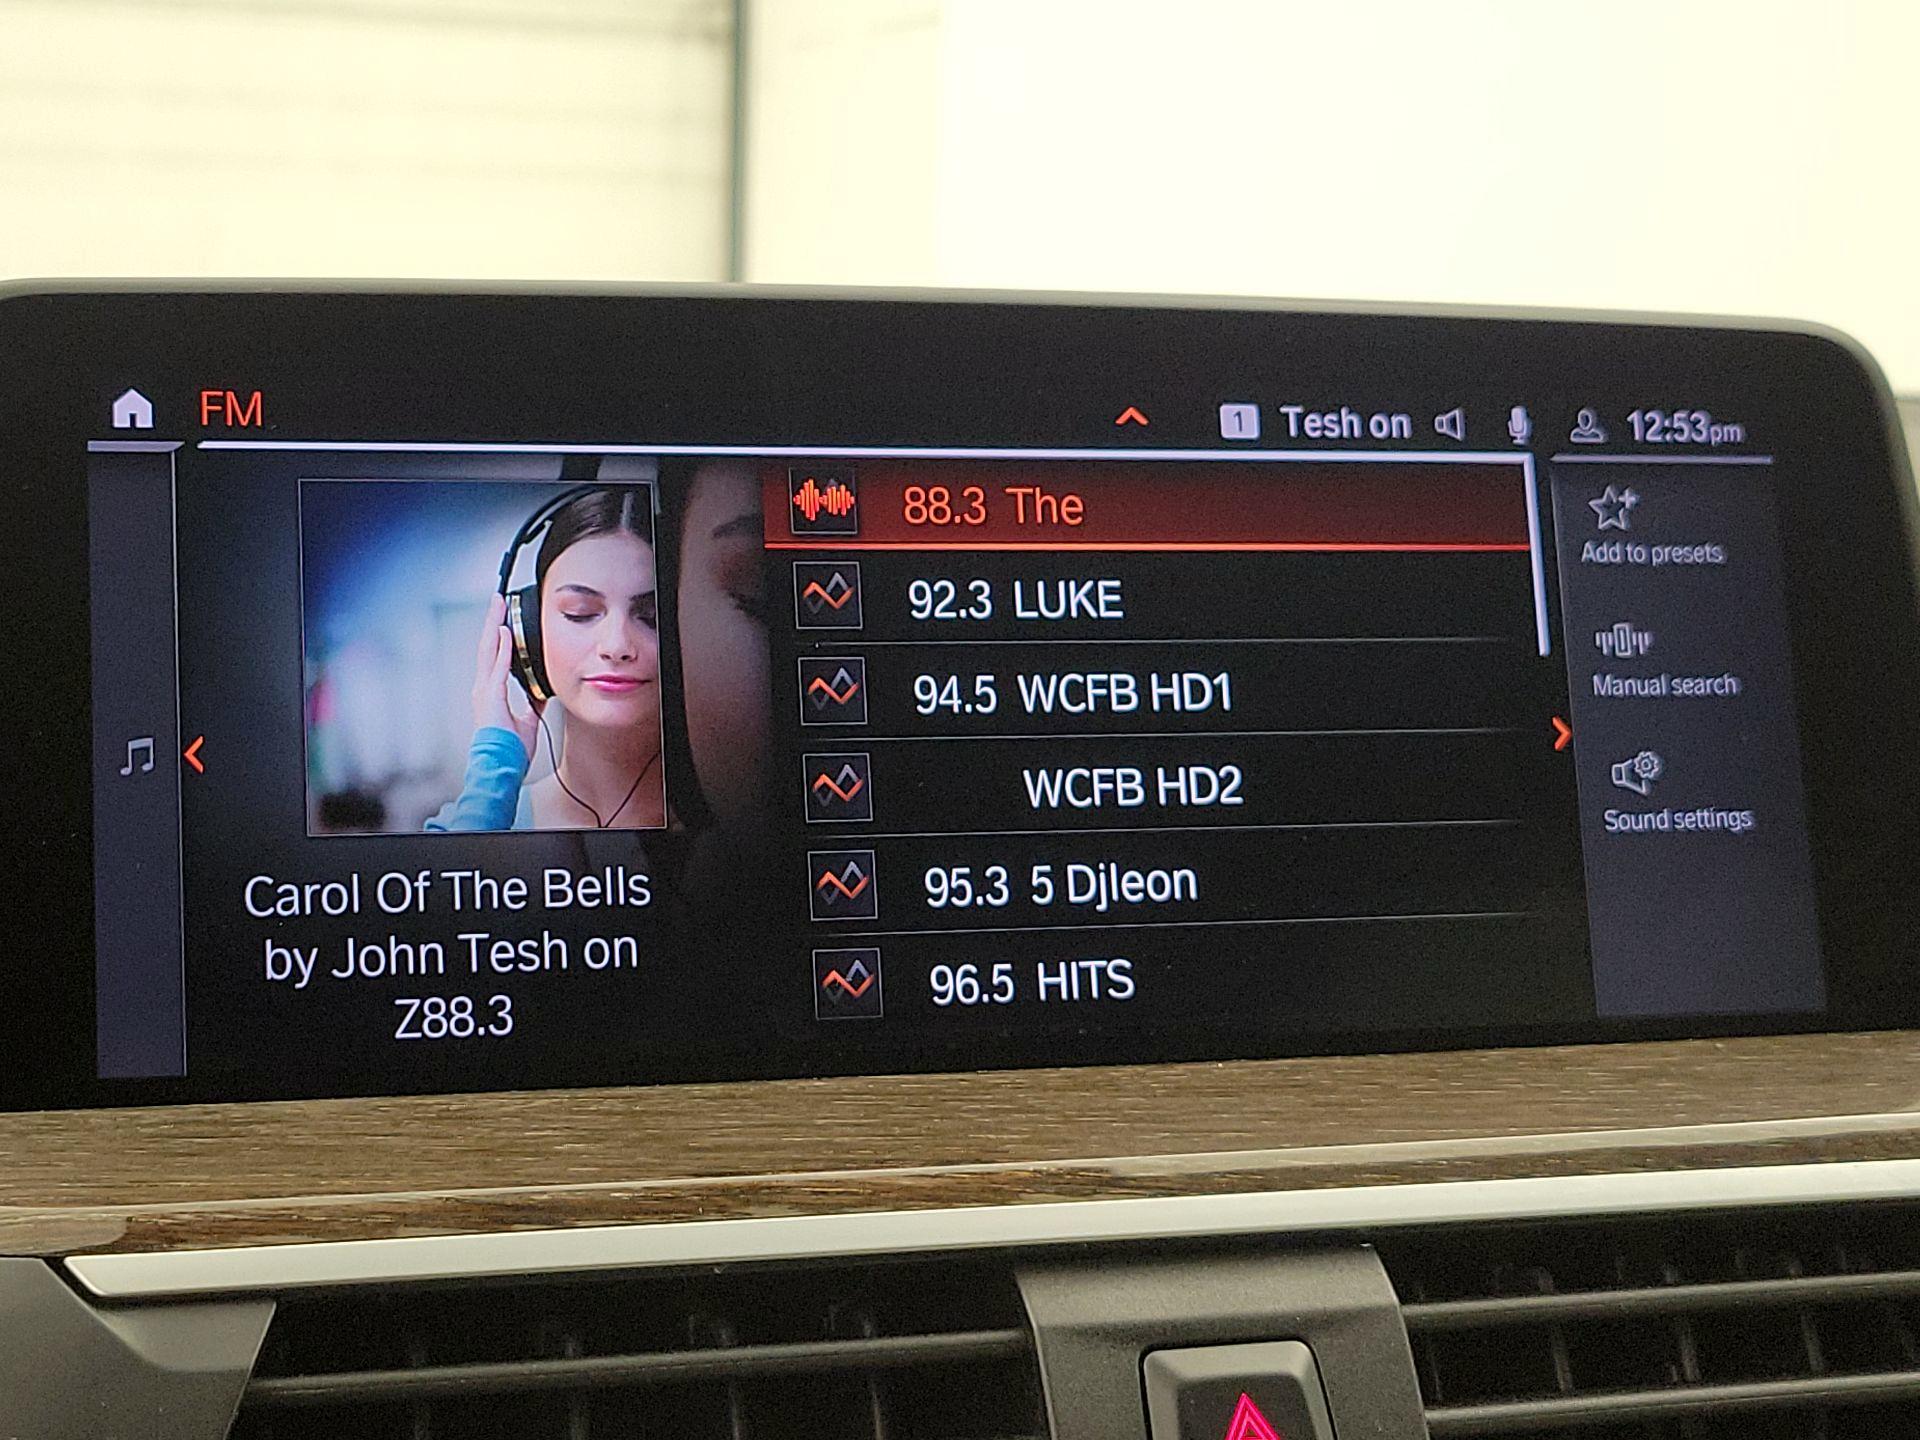 FM
1 Tesh on 12:53pm
88.3 The
92.3 LUKE
94.5 WCFB HD1
WCFB HD2
95.3 5 Djleon
96.5 HITS
Carol Of The Bells
by John Tesh on
Z88.3
Add to presets
Manual search
Sound settings